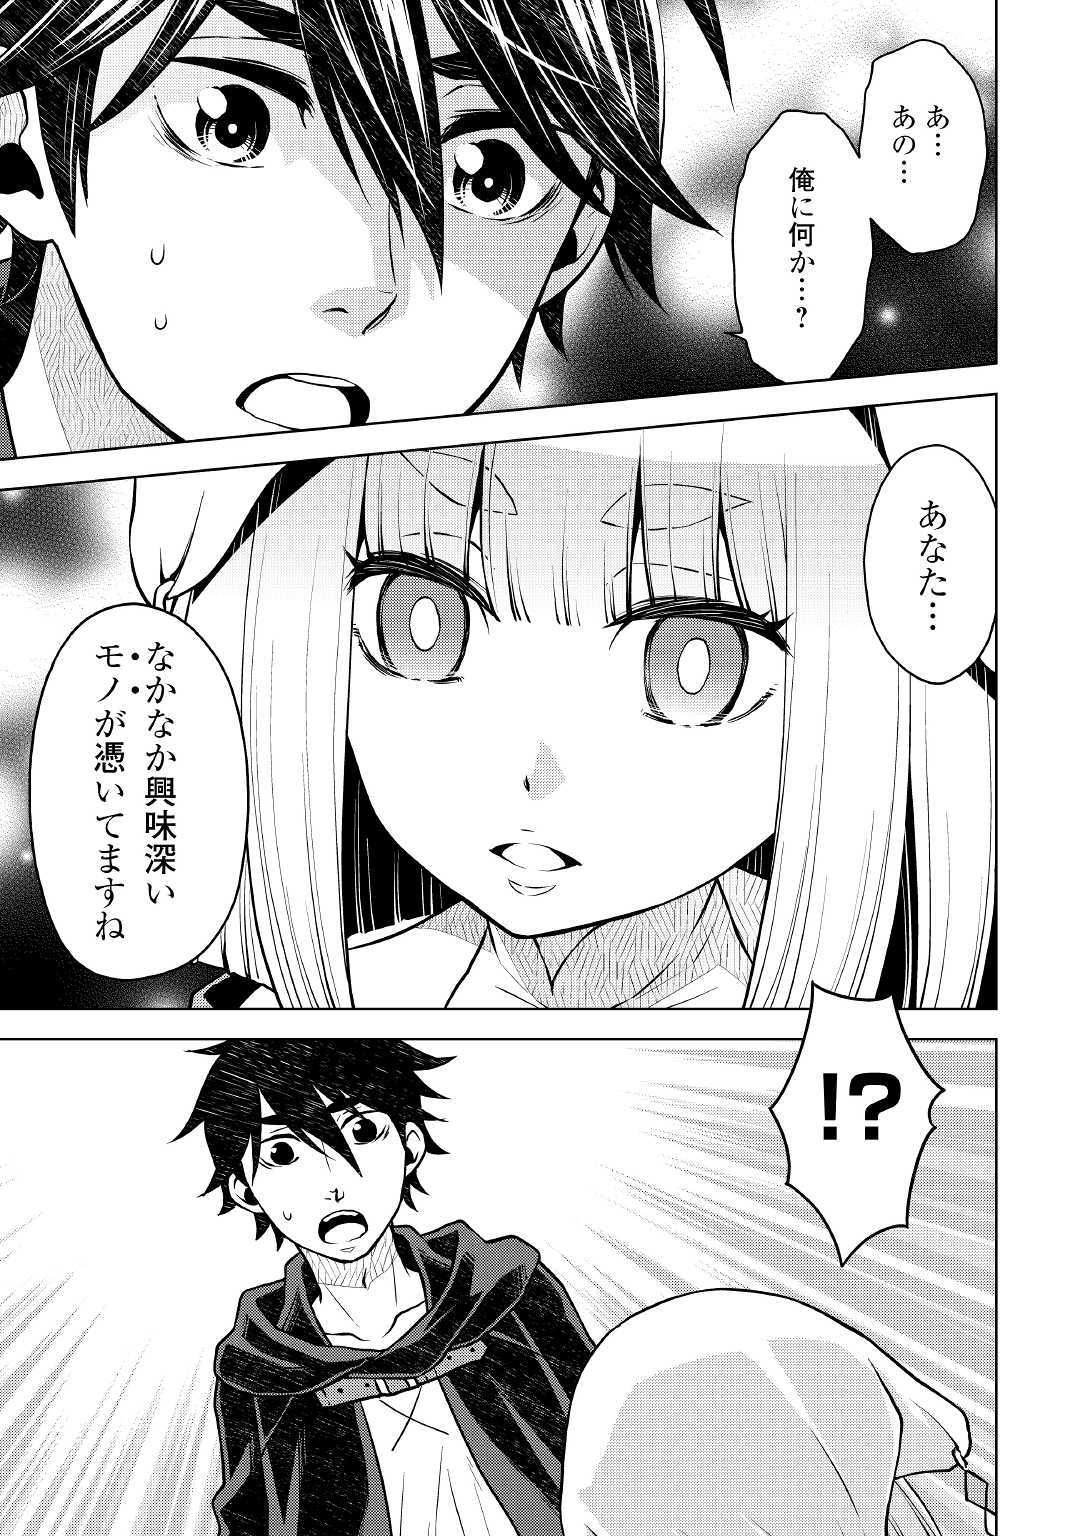 あ…
あの…
俺に何か…？
あなた…
なかなか興味深い
モノが憑いてますね
！？